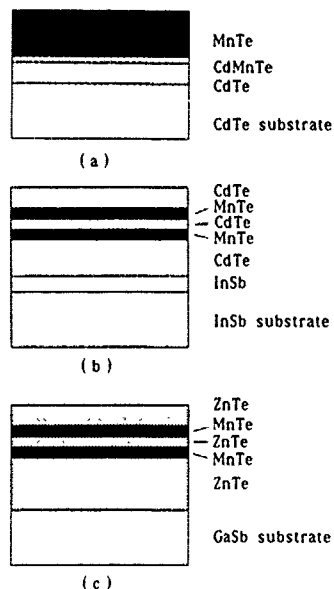 MnTe
CdMnTe
CdTe
CdTe substrate
(a)
CdTe
MnTe
CdTe
MnTe
CdTe
InSb
InSb substrate
(b)
ZnTe
MnTe
ZnTe
MnTe
ZnTe
GaSb substrate
(c)